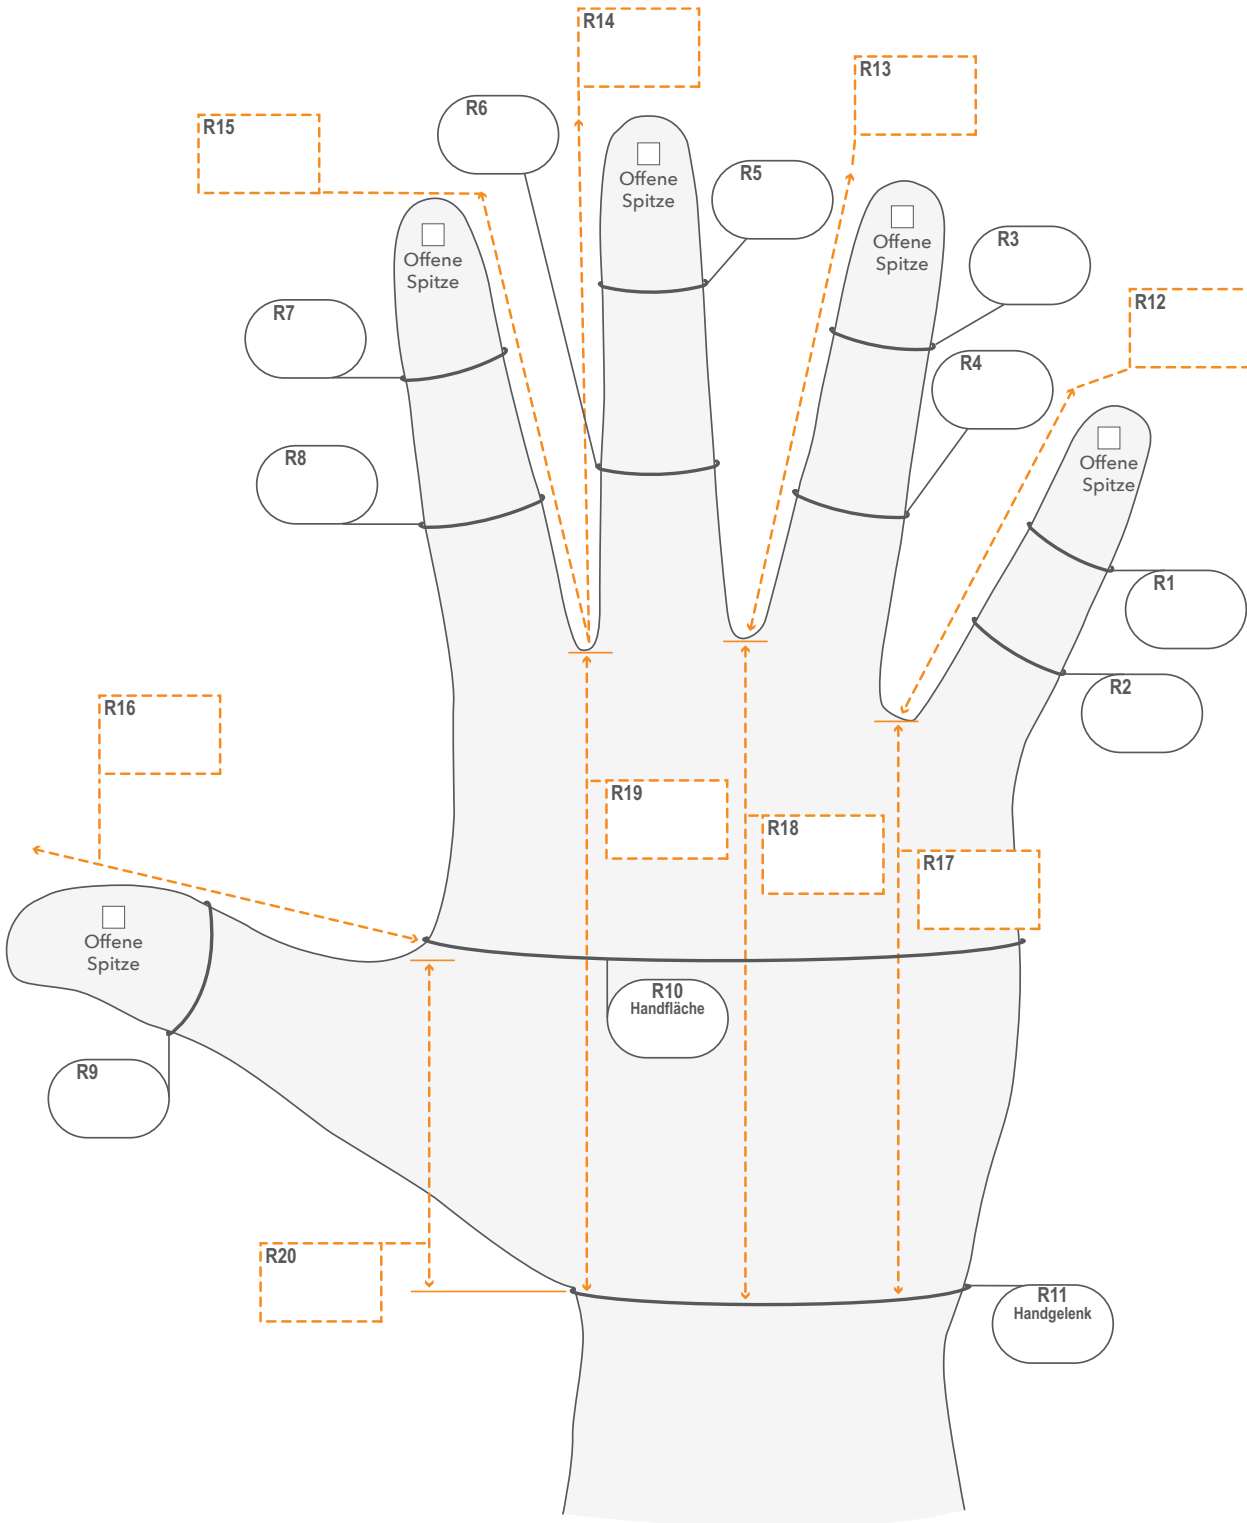 R14
R13
R6
R15
R5
Offene
Spitze
R3
Offene
Spitze
Offene
Spitze
R12
R7
R4
R8
Offene
Spitze
R1
R2
R16
R19
R18
R17
Offene
Spitze
R10
Handfläche
R9
R20
R11
Handgelenk